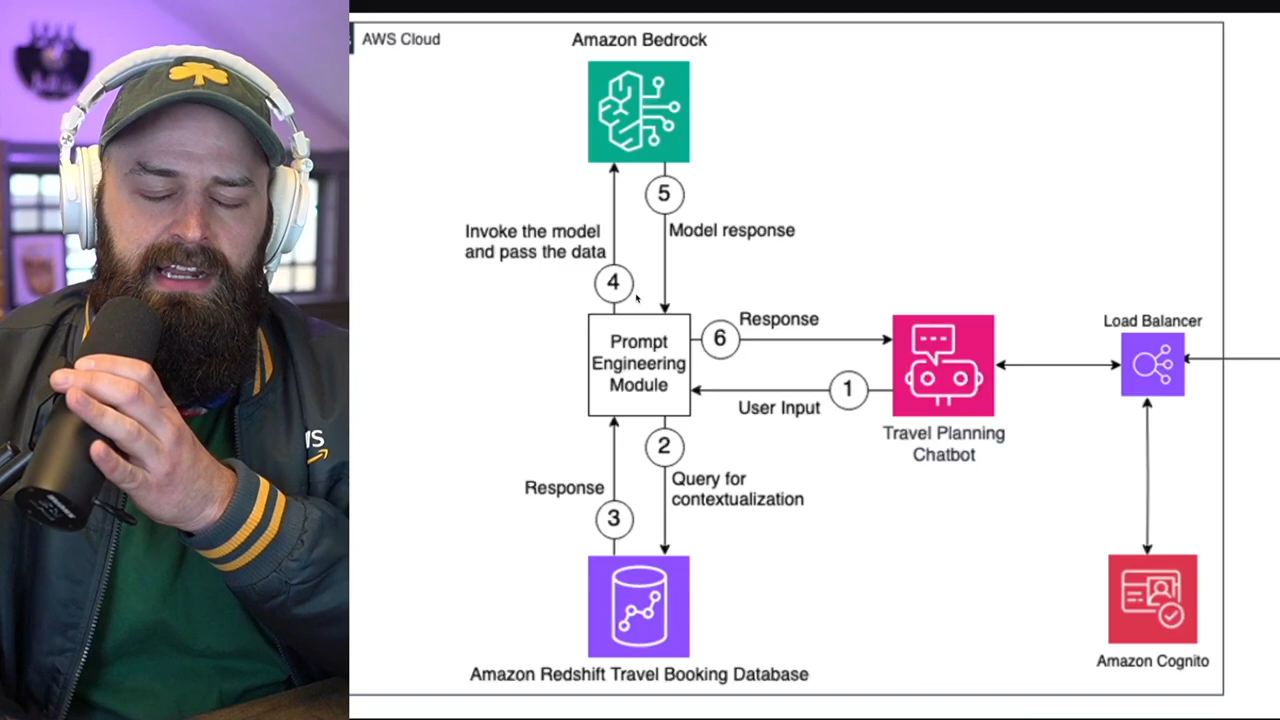 AWS Cloud
Amazon Bedrock
5
Invoke the model
and pass the data
Model response
4
Prompt
Engineering
Module
6
Response
1
User Input
Travel Planning
Chatbot
Load Balancer
2
Query for
contextualization
Response
3
Amazon Redshift Travel Booking Database
Amazon Cognito